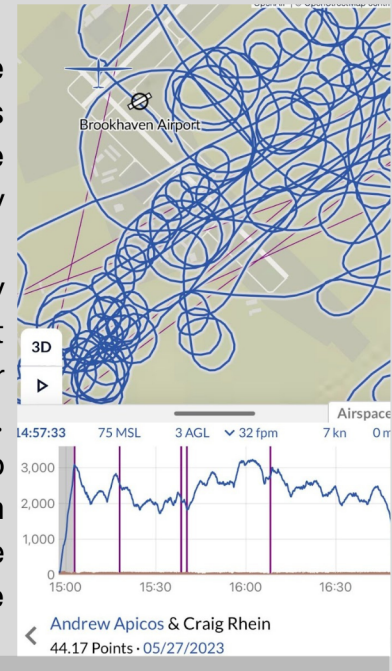 Brookhaven Airport
3D
Airspace
14:57:33 75 MSL 3 AGL 32 fpm 7 kn 0 m
3,000
2,000
1,000
0
15:00 15:30 16:00 16:30
Andrew Apicos & Craig Rhein
44.17 Points · 05/27/2023